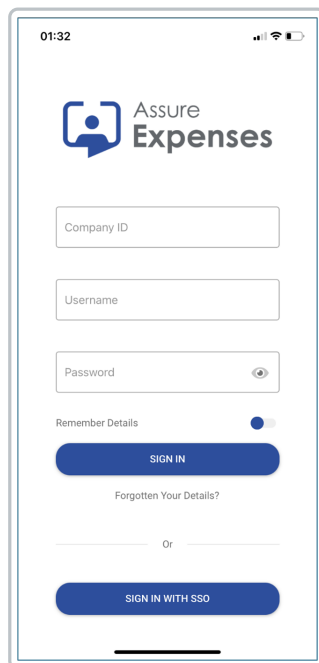 01:32
Assure
Expenses
Company ID
Username
Password
Remember Details
SIGN IN
Forgotten Your Details?
Or
SIGN IN WITH SSO